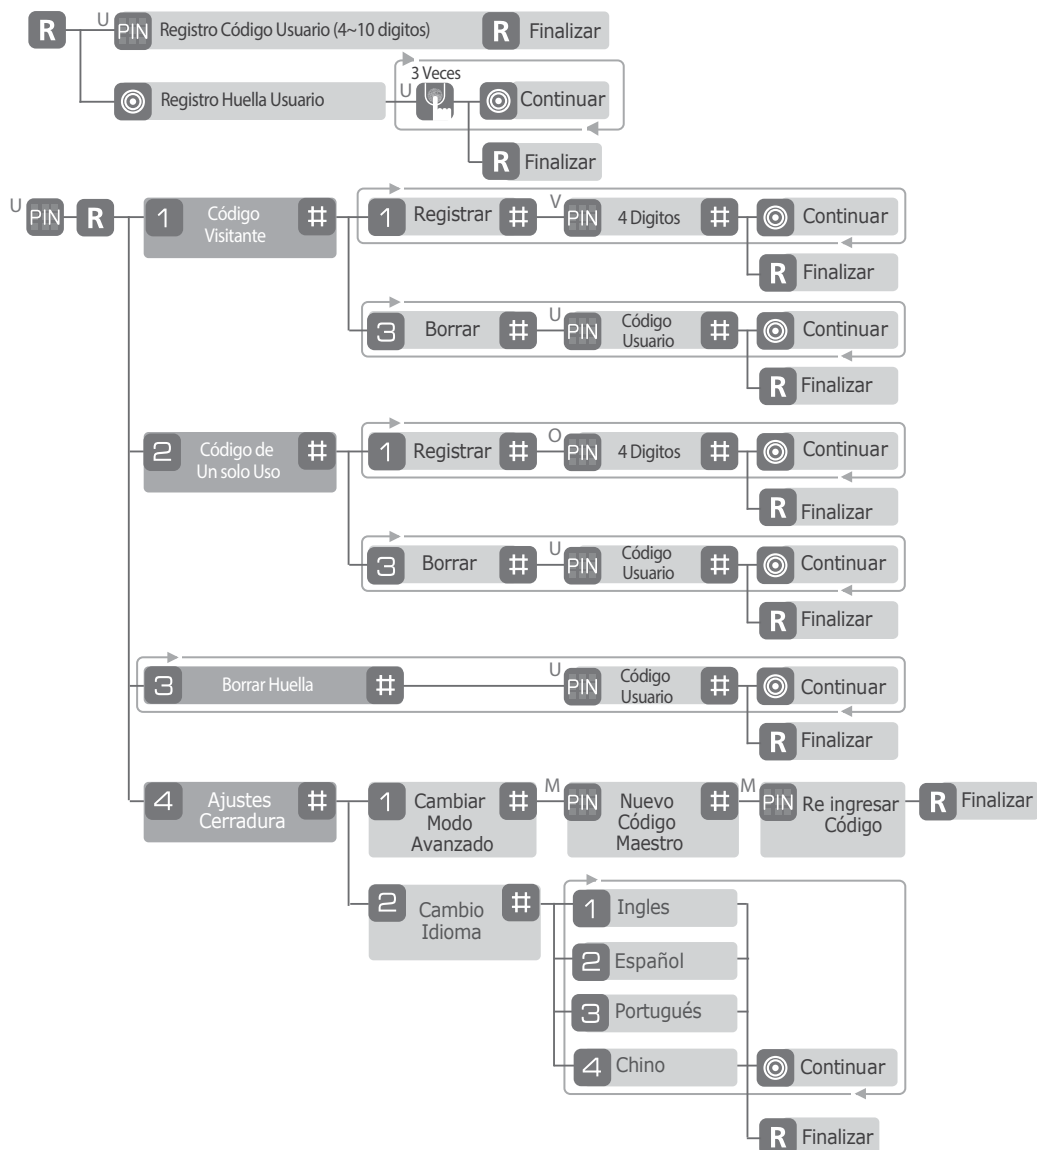 R U PIN Registro Código Usuario (4~10 digitos) R Finalizar
3 Veces
Registro Huella Usuario U Continuar
R Finalizar
U PIN R 1 Código Visitante # 1 Registrar # V PIN 4 Digitos # Continuar
R Finalizar
3 Borrar # U PIN Código Usuario # Continuar
R Finalizar
2 Código de Un solo Uso # 1 Registrar # O PIN 4 Digitos # Continuar
R Finalizar
3 Borrar # U PIN Código Usuario # Continuar
R Finalizar
3 Borrar Huella # U PIN Código Usuario # Continuar
R Finalizar
4 Ajustes Cerradura # 1 Cambiar Modo Avanzado # M PIN Nuevo Código Maestro # M PIN Re ingresar Código R Finalizar
2 Cambio Idioma # 1 Ingles
2 Español
3 Portugués
4 Chino Continuar
R Finalizar